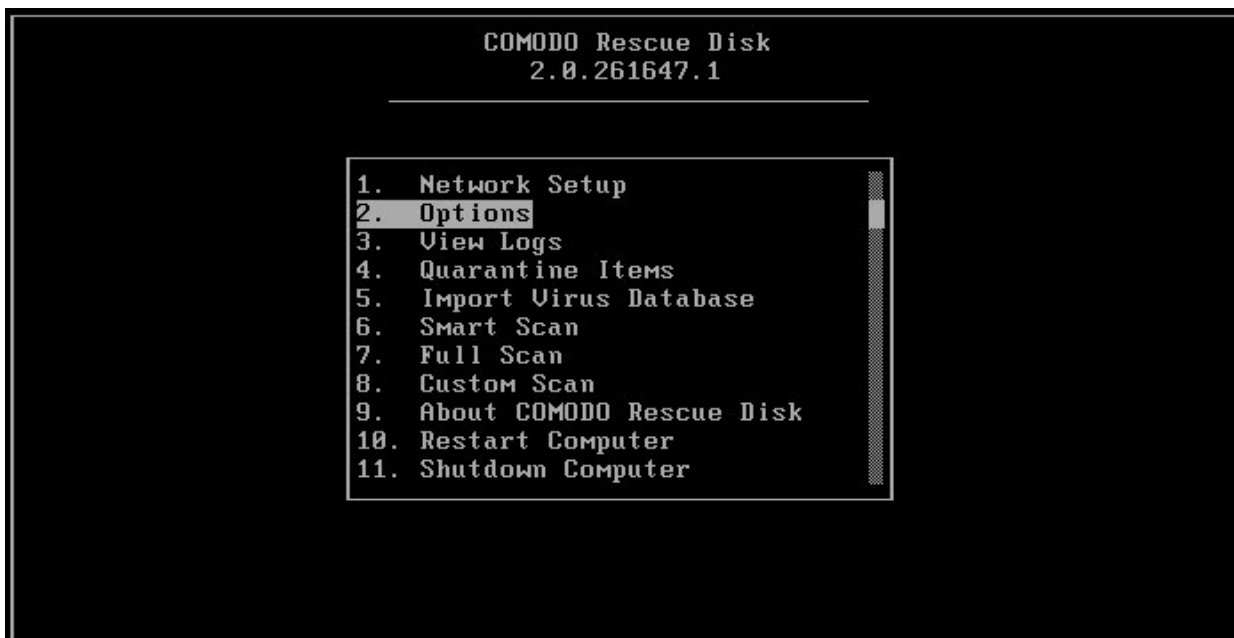 COMODO Rescue Disk
2.0.261647.1
1. Network Setup
2. Options
3. View Logs
4. Quarantine Items
5. Import Virus Database
6. Smart Scan
7. Full Scan
8. Custom Scan
9. About COMODO Rescue Disk
10. Restart Computer
11. Shutdown Computer